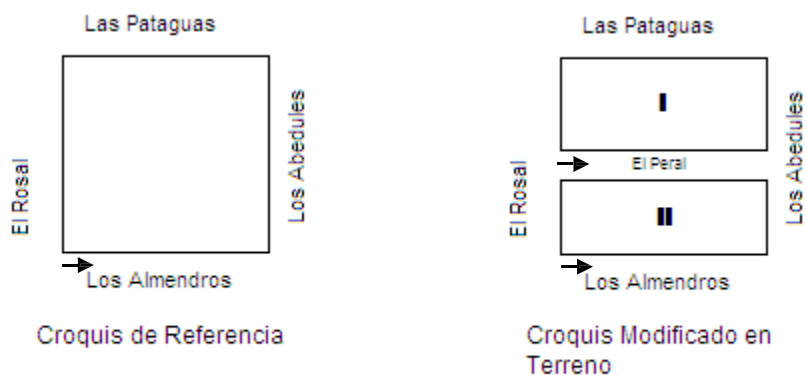 Las Pataguas
El Rosal
Los Abedules
Los Almendros
Croquis de Referencia
Las Pataguas
I
El Rosal
El Peral
Los Abedules
II
Los Almendros
Croquis Modificado en
Terreno